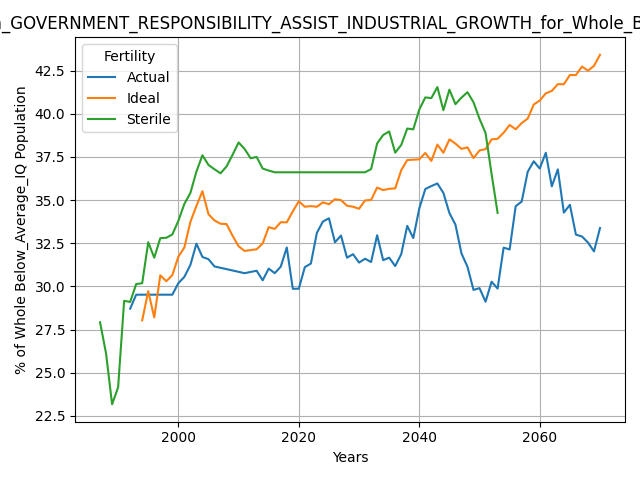 GOVERNMENT_RESPONSIBILITY_ASSIST_INDUSTRIAL_GROWTH_for_Whole_B
Fertility
Actual
Ideal
Sterile
% of Whole Below_Average_IQ Population
42.5
40.0
37.5
35.0
32.5
30.0
27.5
25.0
22.5
2000
2020
2040
2060
Years